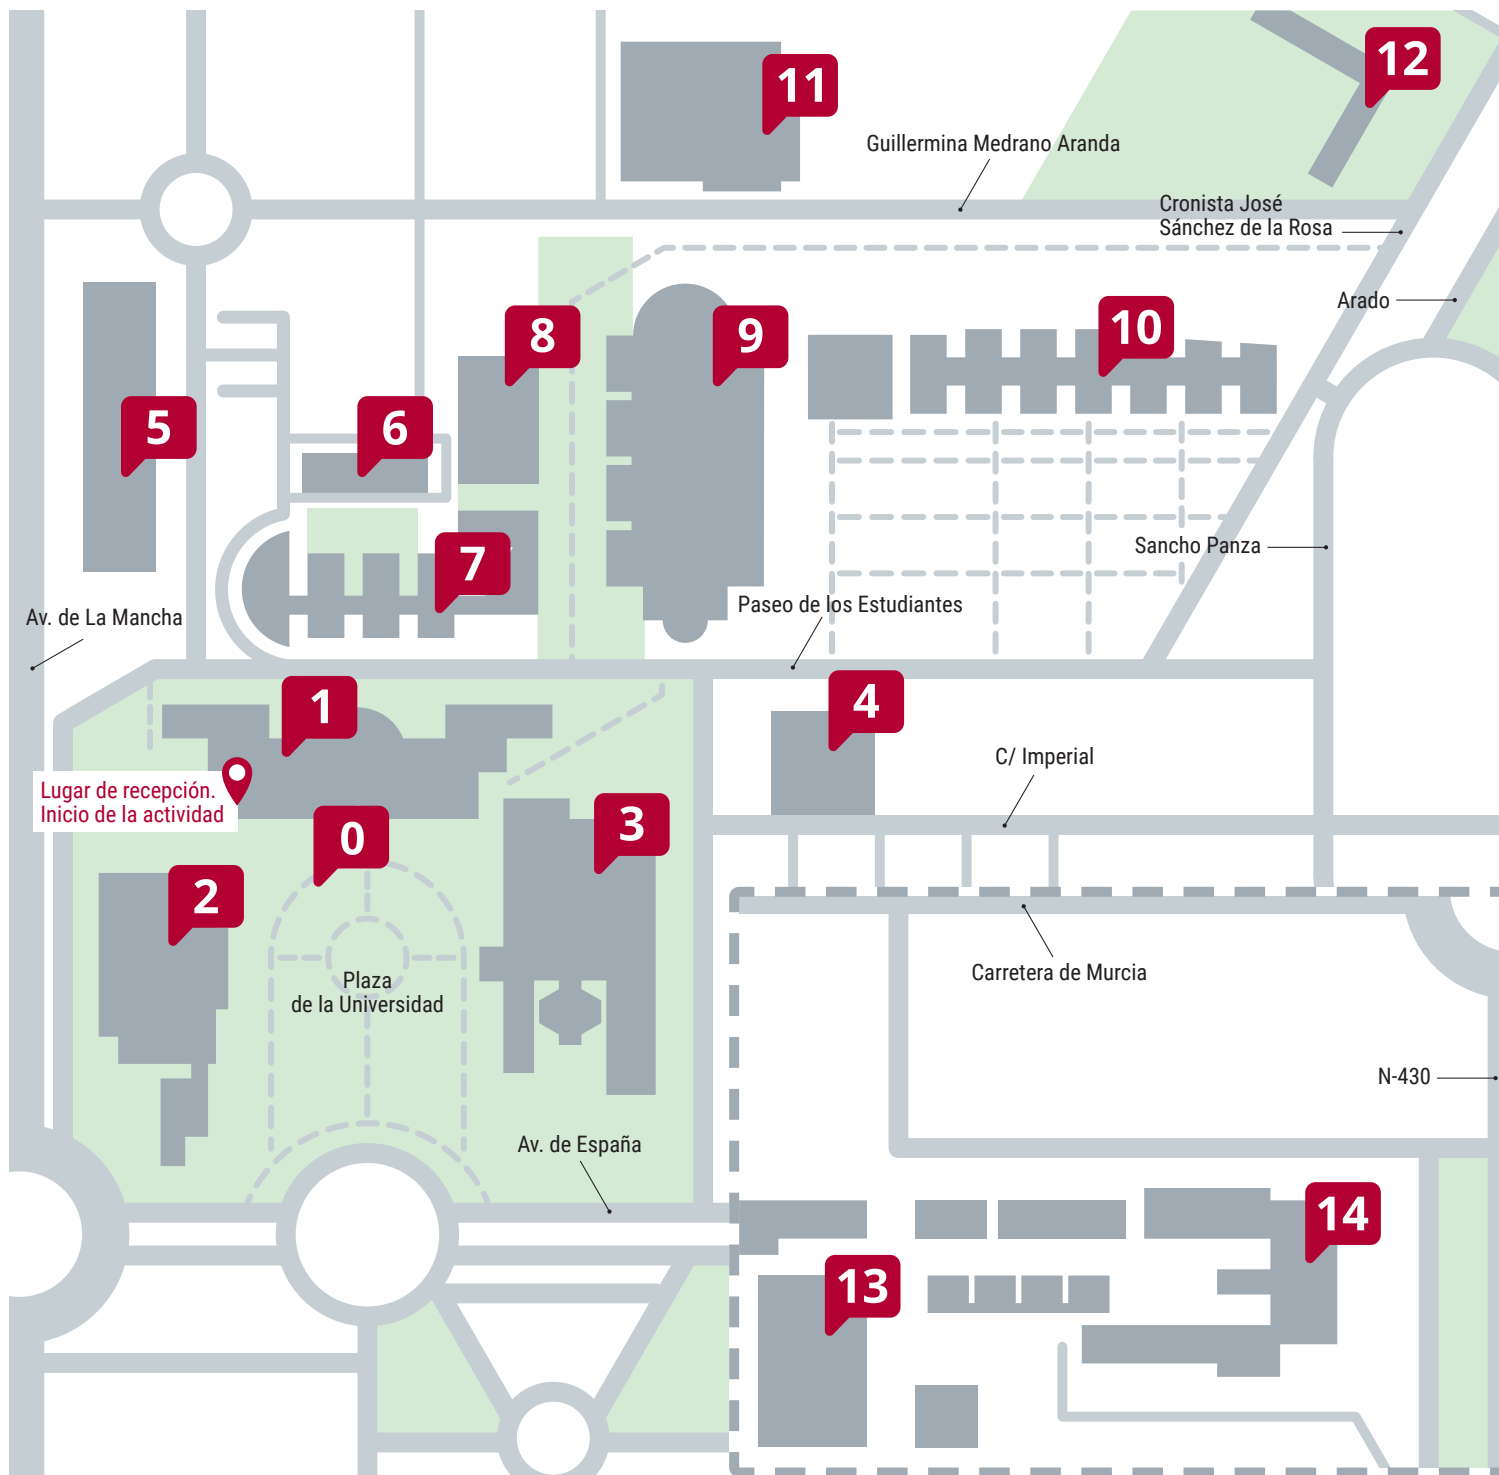 12
11
Guillermina Medrano Aranda
Cronista José
Sánchez de la Rosa
Arado
8
9
10
5
6
7
Sancho Panza
Av. de La Mancha
Paseo de los Estudiantes
1
4
C/ Imperial
Lugar de recepción.
Inicio de la actividad
0
3
2
Plaza
de la Universidad
Carretera de Murcia
N-430
Av. de España
14
13